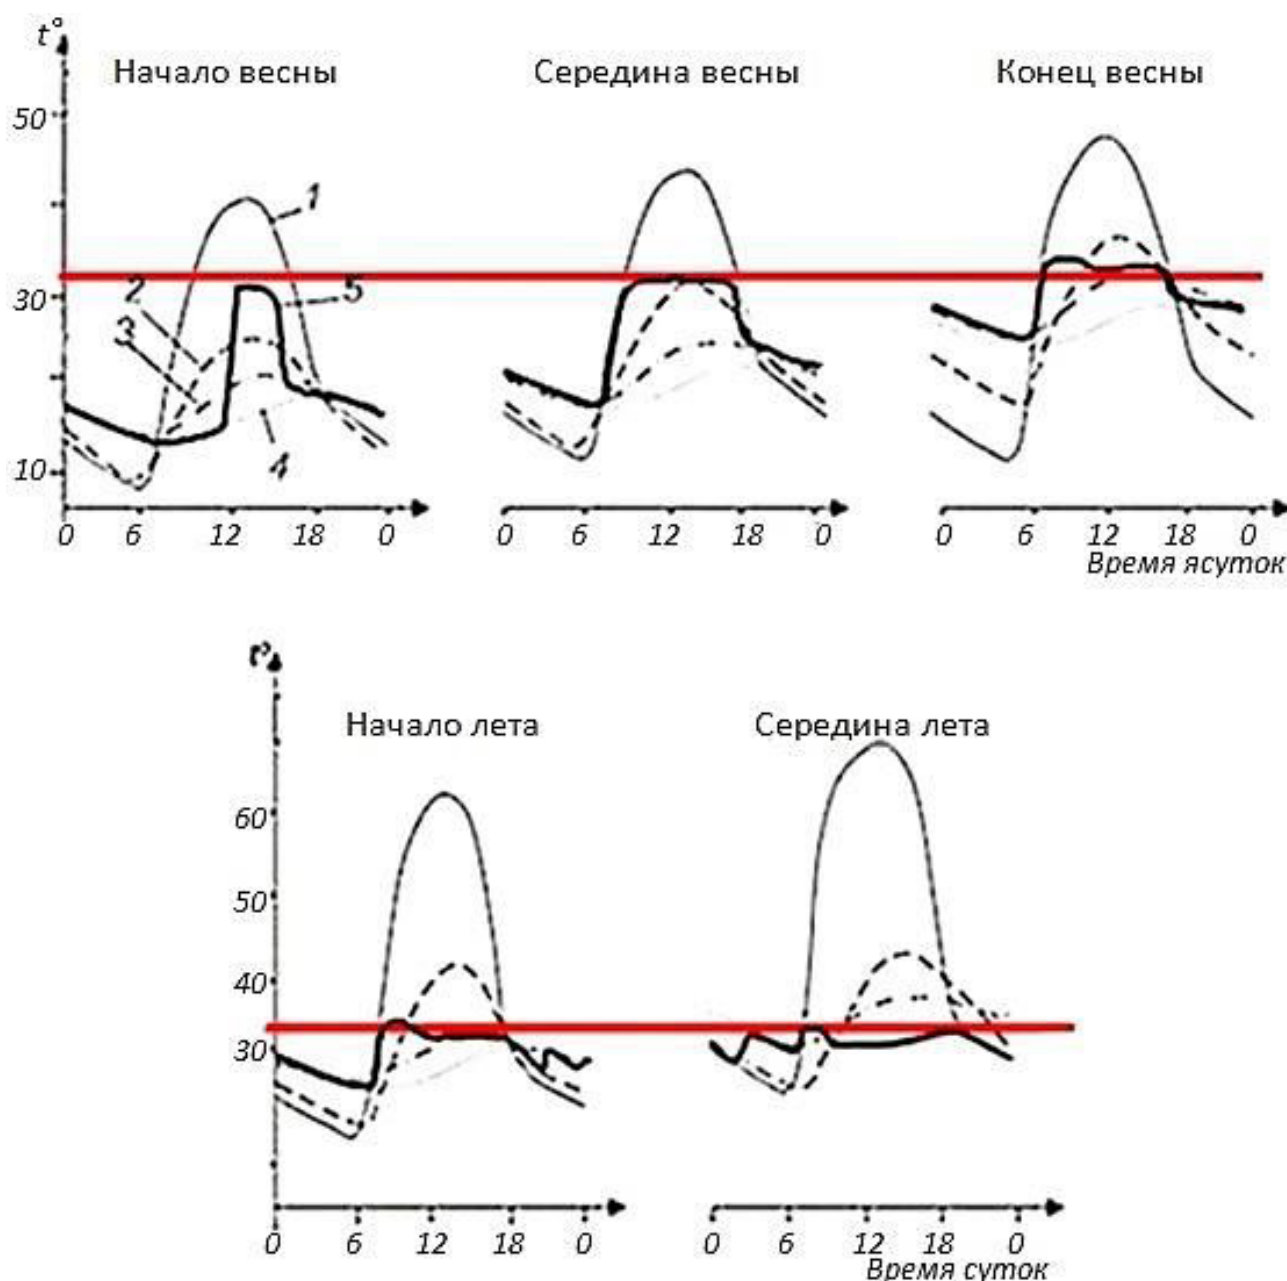 t°
Начало весны
Середина весны
Конец весны
50
30
10
1
2
3
4
5
0 6 12 18 0
0 6 12 18 0
0 6 12 18 0
Время ясуток
t°
Начало лета
Середина лета
60
50
40
30
0 6 12 18 0
0 6 12 18 0
Время суток